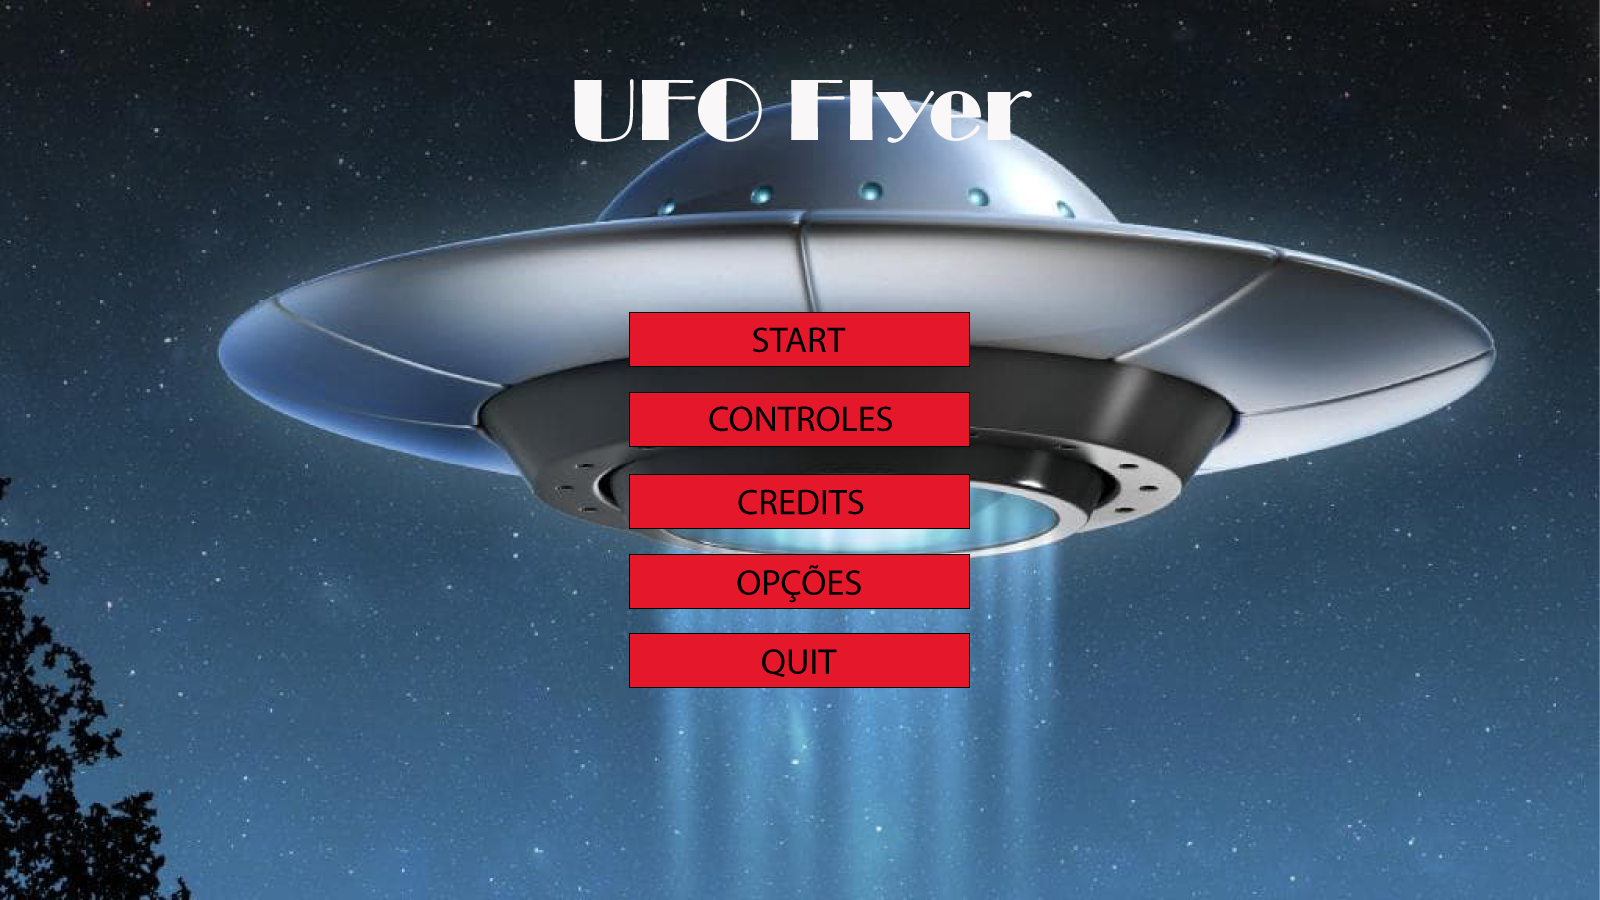 UFO Flyer
START
CONTROLES
CREDITS
OPÇÕES
QUIT